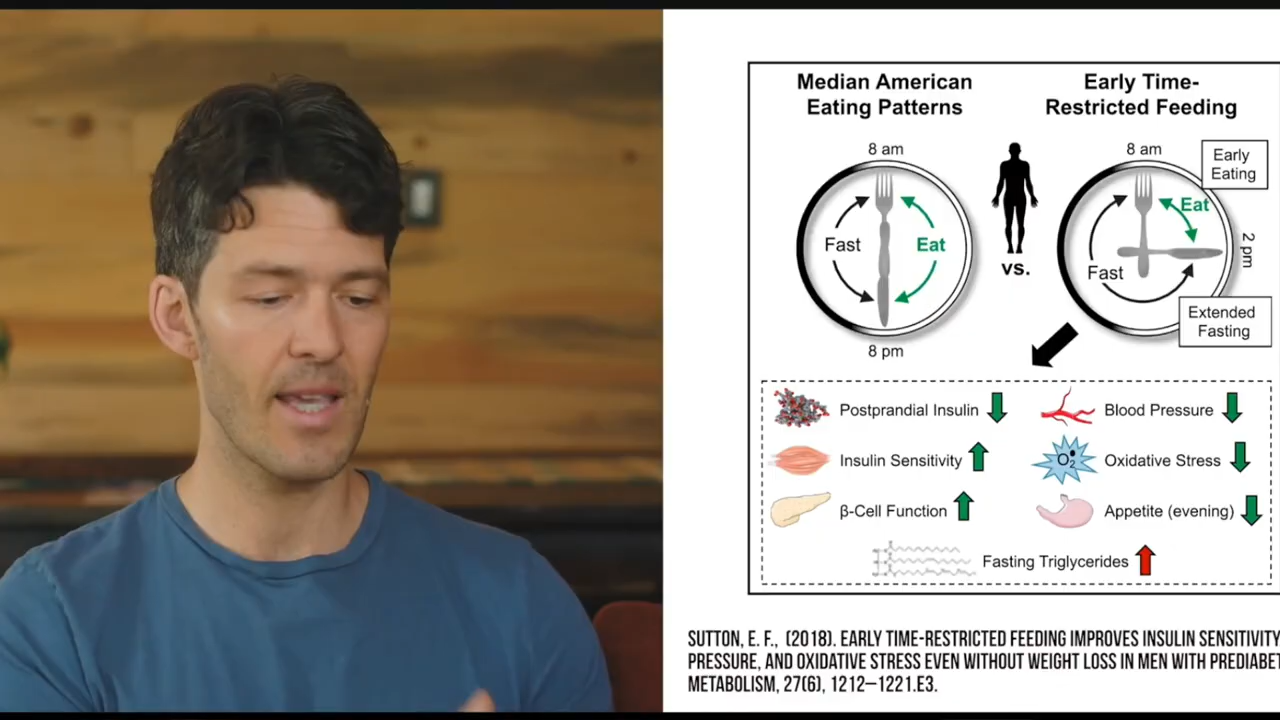 Median American
Eating Patterns
8 am
Fast
Eat
8 pm
vs.
Early Time-
Restricted Feeding
8 am
Early
Eating
Eat
2 pm
Fast
Extended
Fasting
Postprandial Insulin
Blood Pressure
Insulin Sensitivity
O2
Oxidative Stress
β-Cell Function
Appetite (evening)
Fasting Triglycerides
SUTTON, E. F., (2018). EARLY TIME-RESTRICTED FEEDING IMPROVES INSULIN SENSITIVITY
PRESSURE, AND OXIDATIVE STRESS EVEN WITHOUT WEIGHT LOSS IN MEN WITH PREDIABET
METABOLISM, 27(6), 1212–1221.E3.